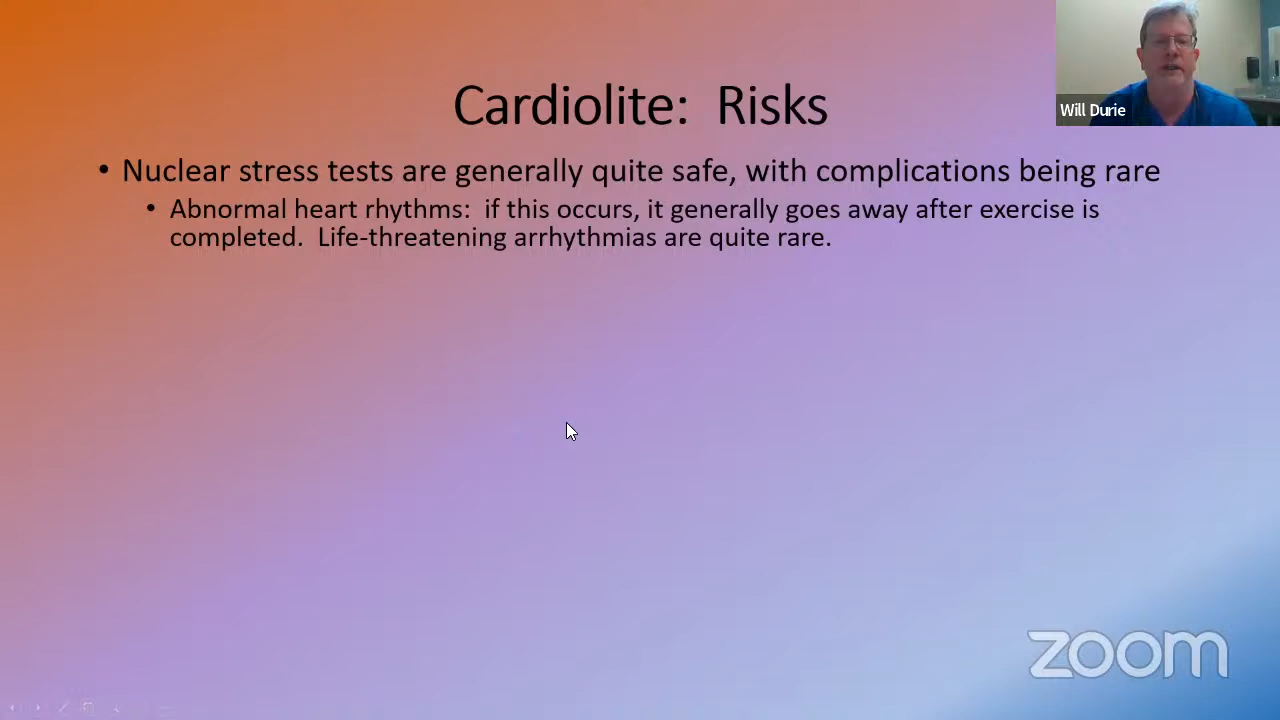 Cardiolite:  Risks
Will Durie
• Nuclear stress tests are generally quite safe, with complications being rare
• Abnormal heart rhythms:  if this occurs, it generally goes away after exercise is
completed.  Life-threatening arrhythmias are quite rare.
zoom